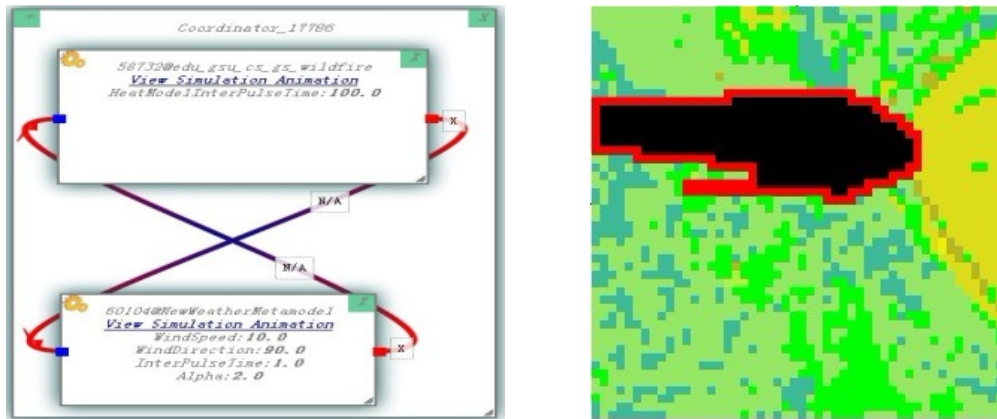 + X
Coordinator_17786
X
58732@edu_gsu_cs_gs_wildfire
View Simulation Animation
HeatModelInterPulseTime:100.0
X
N/A
N/A
X
60104@NewWeatherMetamodel
View Simulation Animation
WindSpeed:10.0
WindDirection:90.0
InterPulseTime:1.0
Alpha:2.0
X